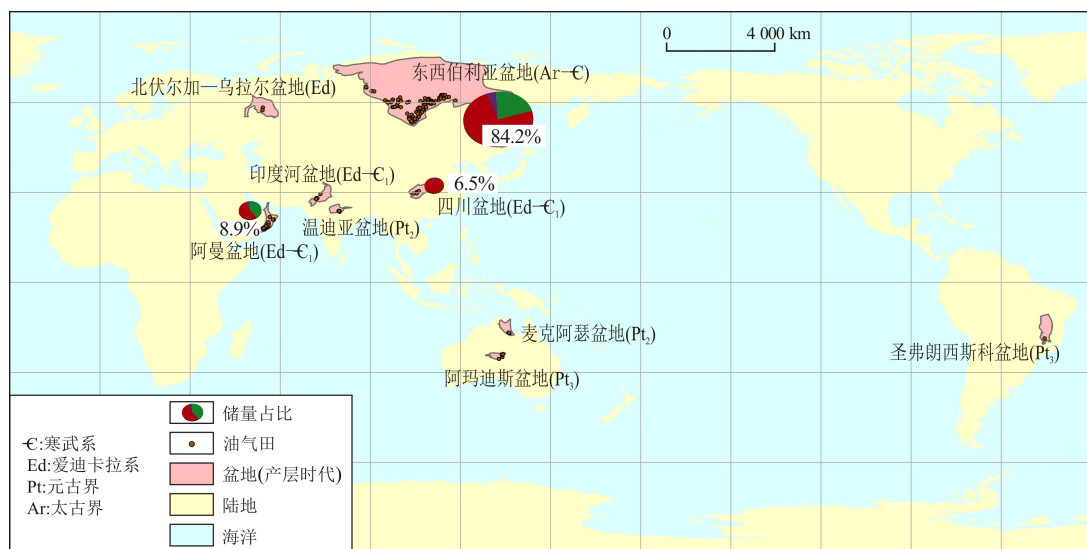 0 4 000 km
东西伯利亚盆地(Ar-Є)
北伏尔加—乌拉尔盆地(Ed)
84.2%
印度河盆地(Ed-Є₁)
6.5%
四川盆地(Ed-Є₁)
8.9%
温迪亚盆地(Pt₂)
阿曼盆地(Ed-Є₁)
麦克阿瑟盆地(Pt₂)
圣弗朗西斯科盆地(Pt₃)
阿玛迪斯盆地(Pt₃)
Є:寒武系
Ed:爱迪卡拉系
Pt:元古界
Ar:太古界
储量占比
油气田
盆地(产层时代)
陆地
海洋